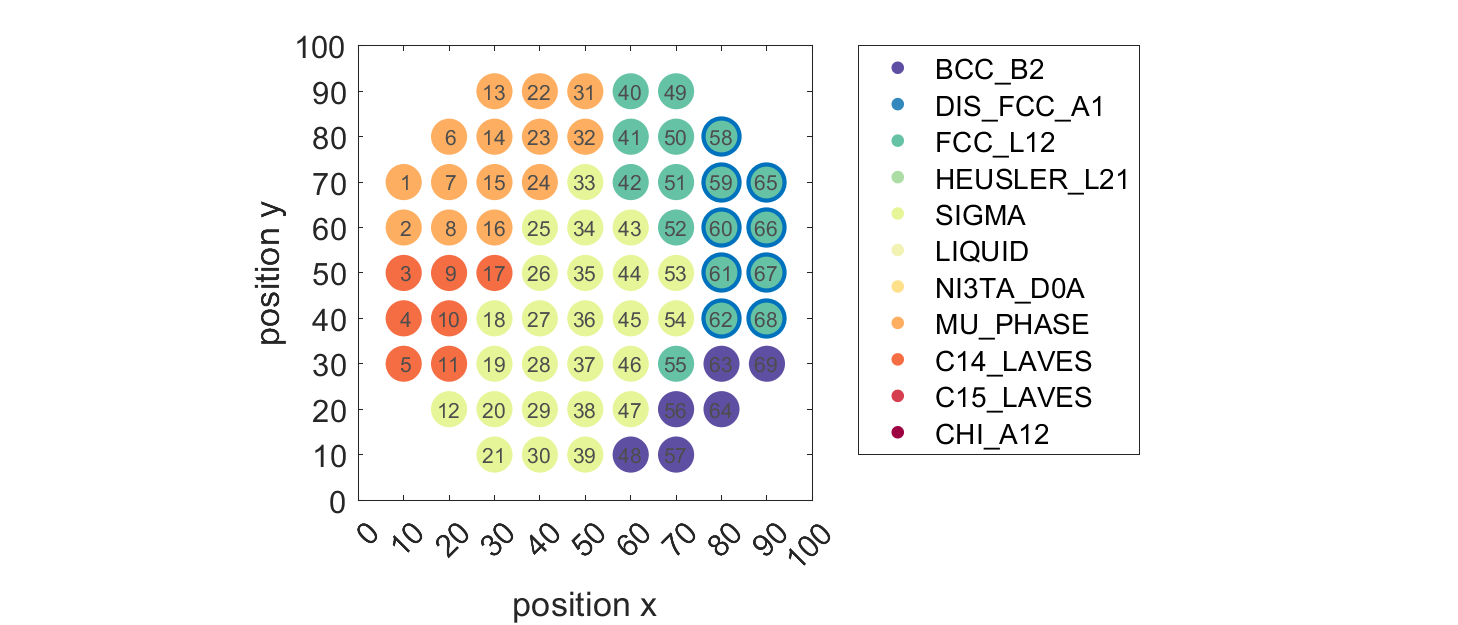 100
90
80
70
60
50
40
30
20
10
0
position y
13 22 31 40 49
6 14 23 32 41 50 58
1 7 15 24 33 42 51 59 65
2 8 16 25 34 43 52 60 66
3 9 17 26 35 44 53 61 67
4 10 18 27 36 45 54 62 68
5 11 19 28 37 46 55 63 69
12 20 29 38 47 56 64
21 30 39 48 57
0 10 20 30 40 50 60 70 80 90 100
position x
BCC_B2
DIS_FCC_A1
FCC_L12
HEUSLER_L21
SIGMA
LIQUID
NI3TA_D0A
MU_PHASE
C14_LAVES
C15_LAVES
CHI_A12